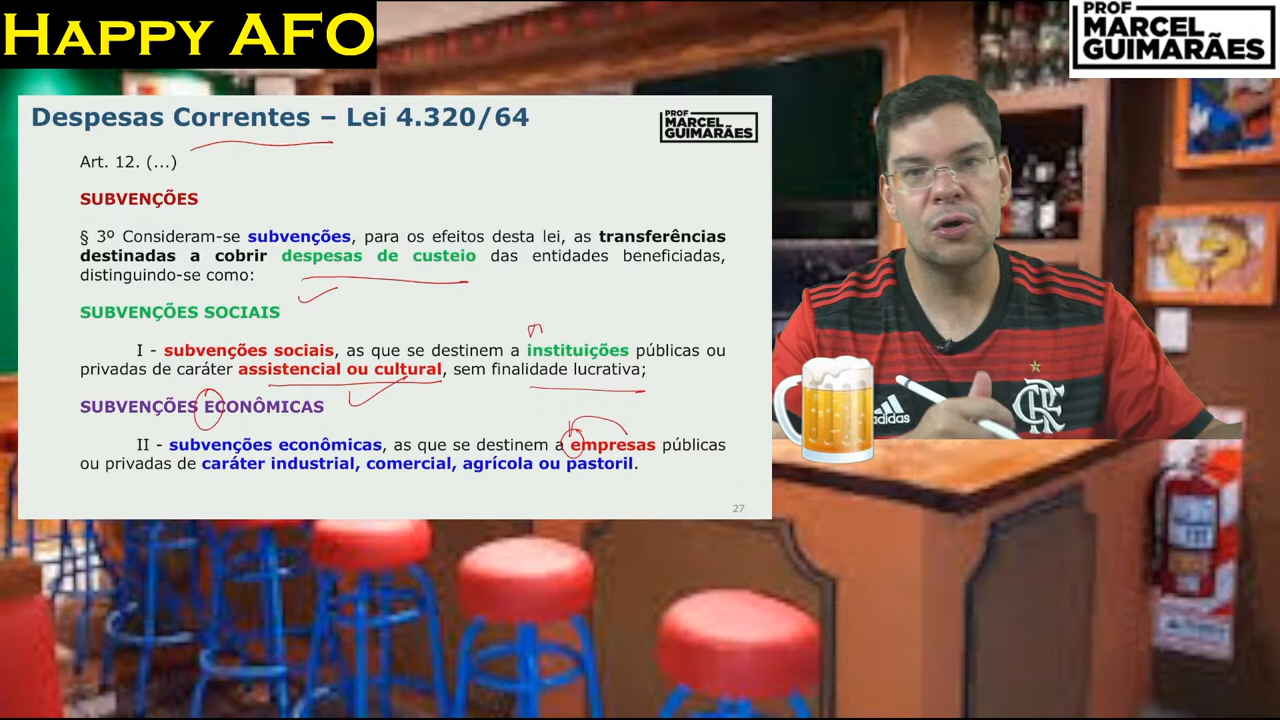 HAPPY AFO
PROF
MARCEL
GUIMARÃES
Despesas Correntes – Lei 4.320/64
PROF
MARCEL
GUIMARÃES
Art. 12. (...)
SUBVENÇÕES
§ 3º Consideram-se subvenções, para os efeitos desta lei, as transferências
destinadas a cobrir despesas de custeio das entidades beneficiadas,
distinguindo-se como:
SUBVENÇÕES SOCIAIS
I - subvenções sociais, as que se destinem a instituições públicas ou
privadas de caráter assistencial ou cultural, sem finalidade lucrativa;
SUBVENÇÕES ECONÔMICAS
II - subvenções econômicas, as que se destinem a empresas públicas
ou privadas de caráter industrial, comercial, agrícola ou pastoril.
27
adidas
CRF